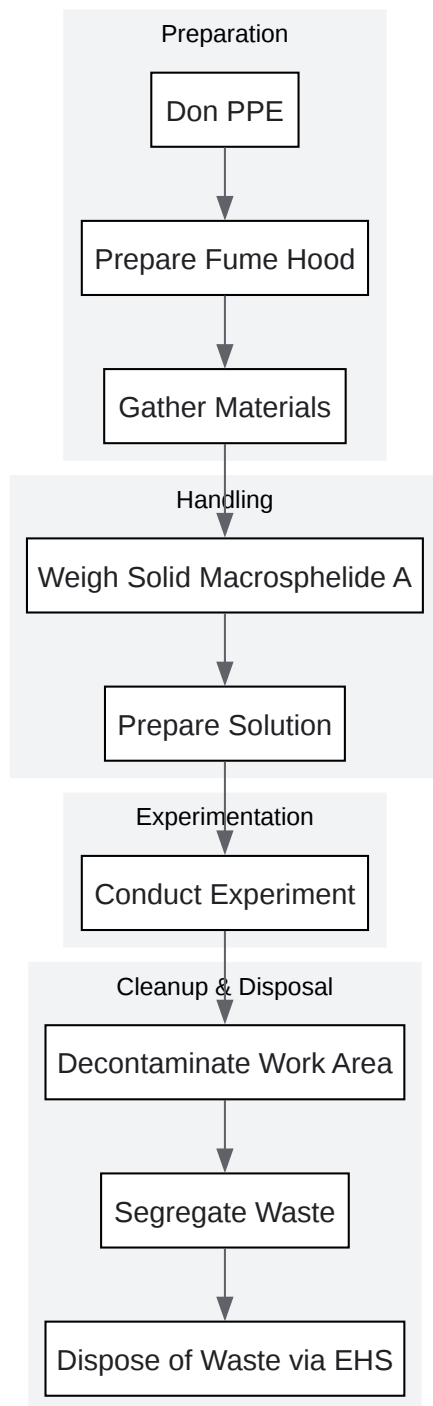 Preparation
Don PPE
Prepare Fume Hood
Gather Materials
Handling
Weigh Solid Macrosphelide A
Prepare Solution
Experimentation
Conduct Experiment
Cleanup & Disposal
Decontaminate Work Area
Segregate Waste
Dispose of Waste via EHS